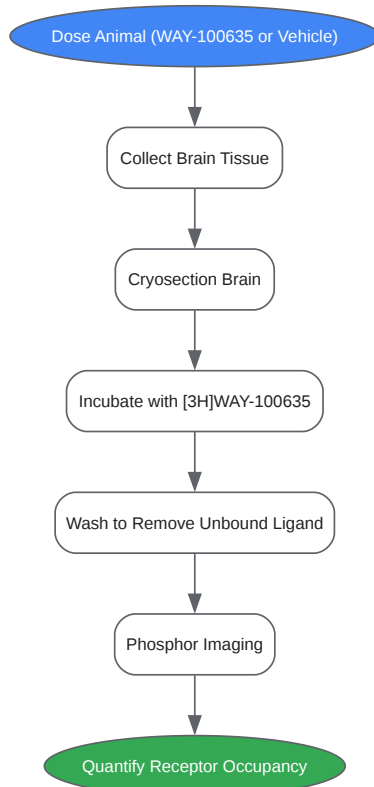 Dose Animal (WAY-100635 or Vehicle)
Collect Brain Tissue
Cryosection Brain
Incubate with [3H]WAY-100635
Wash to Remove Unbound Ligand
Phosphor Imaging
Quantify Receptor Occupancy